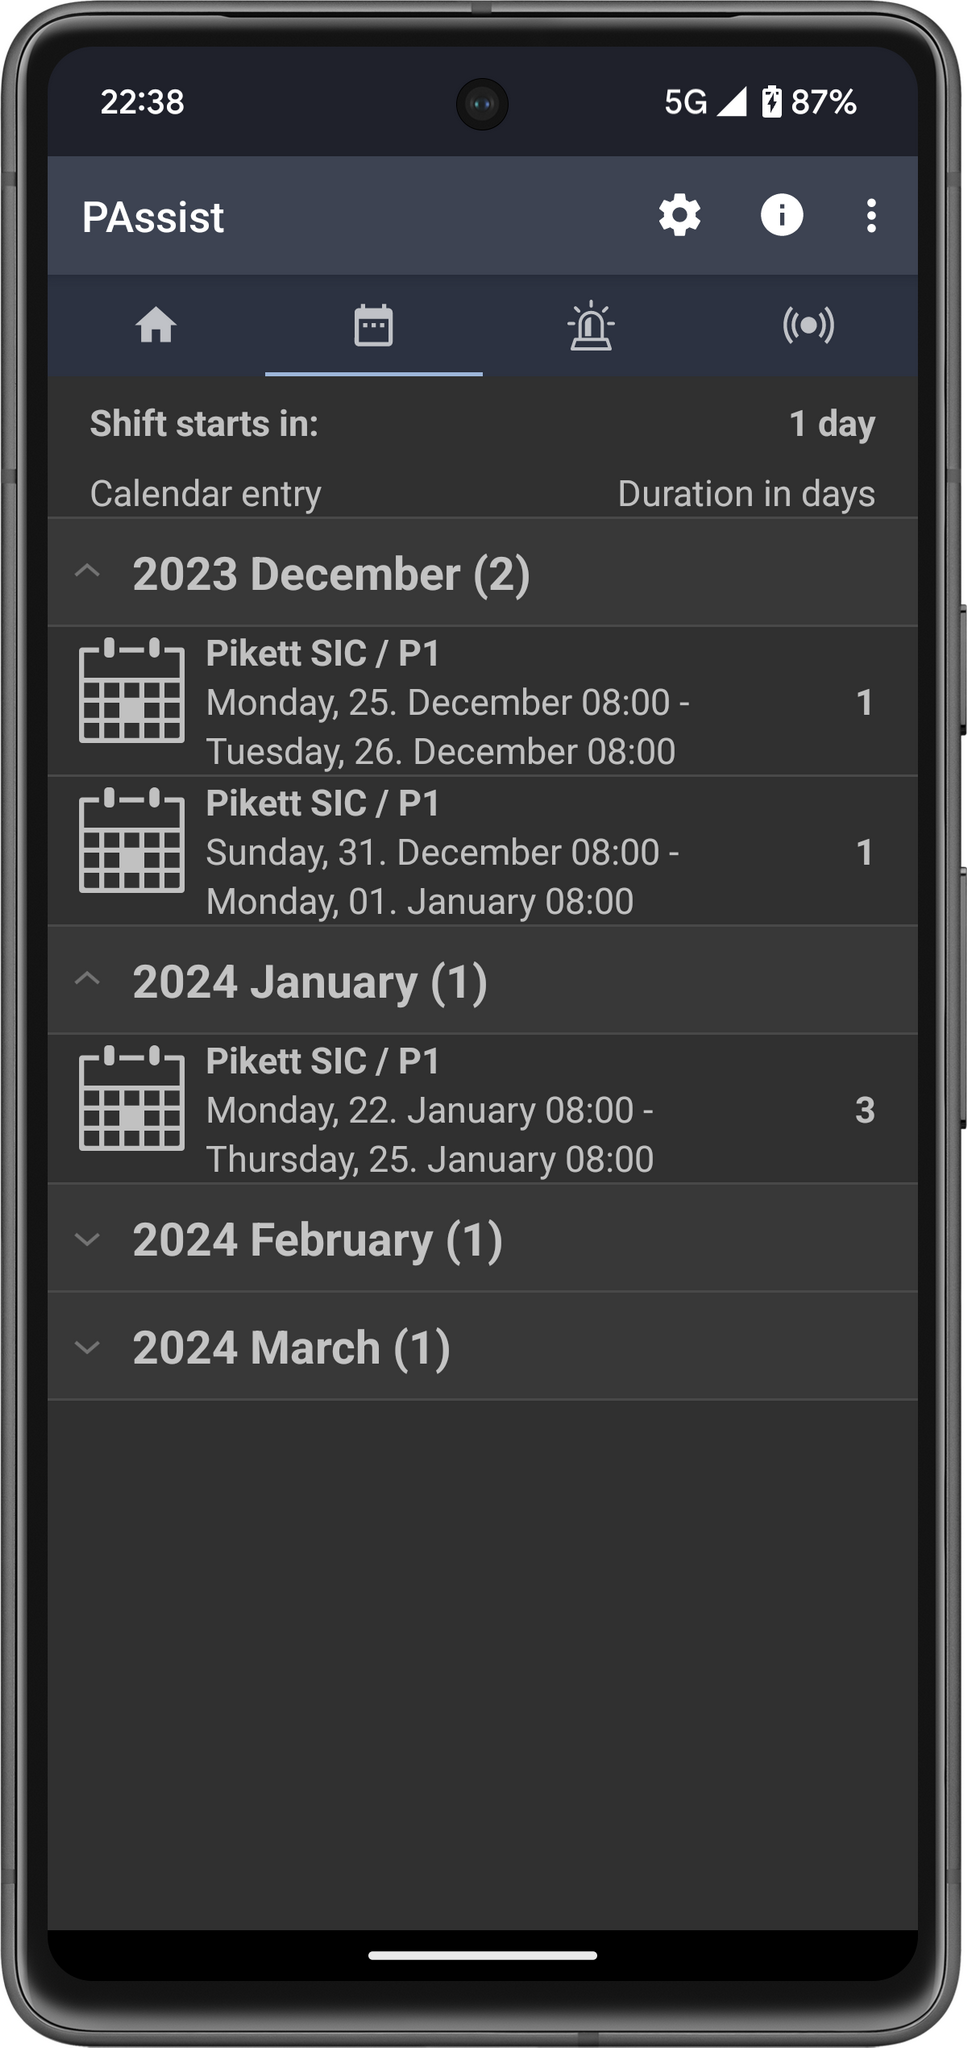 22:38
5G 87%
PAssist
Shift starts in: 1 day
Calendar entry Duration in days
2023 December (2)
Pikett SIC / P1
Monday, 25. December 08:00 - 1
Tuesday, 26. December 08:00
Pikett SIC / P1
Sunday, 31. December 08:00 - 1
Monday, 01. January 08:00
2024 January (1)
Pikett SIC / P1
Monday, 22. January 08:00 - 3
Thursday, 25. January 08:00
2024 February (1)
2024 March (1)